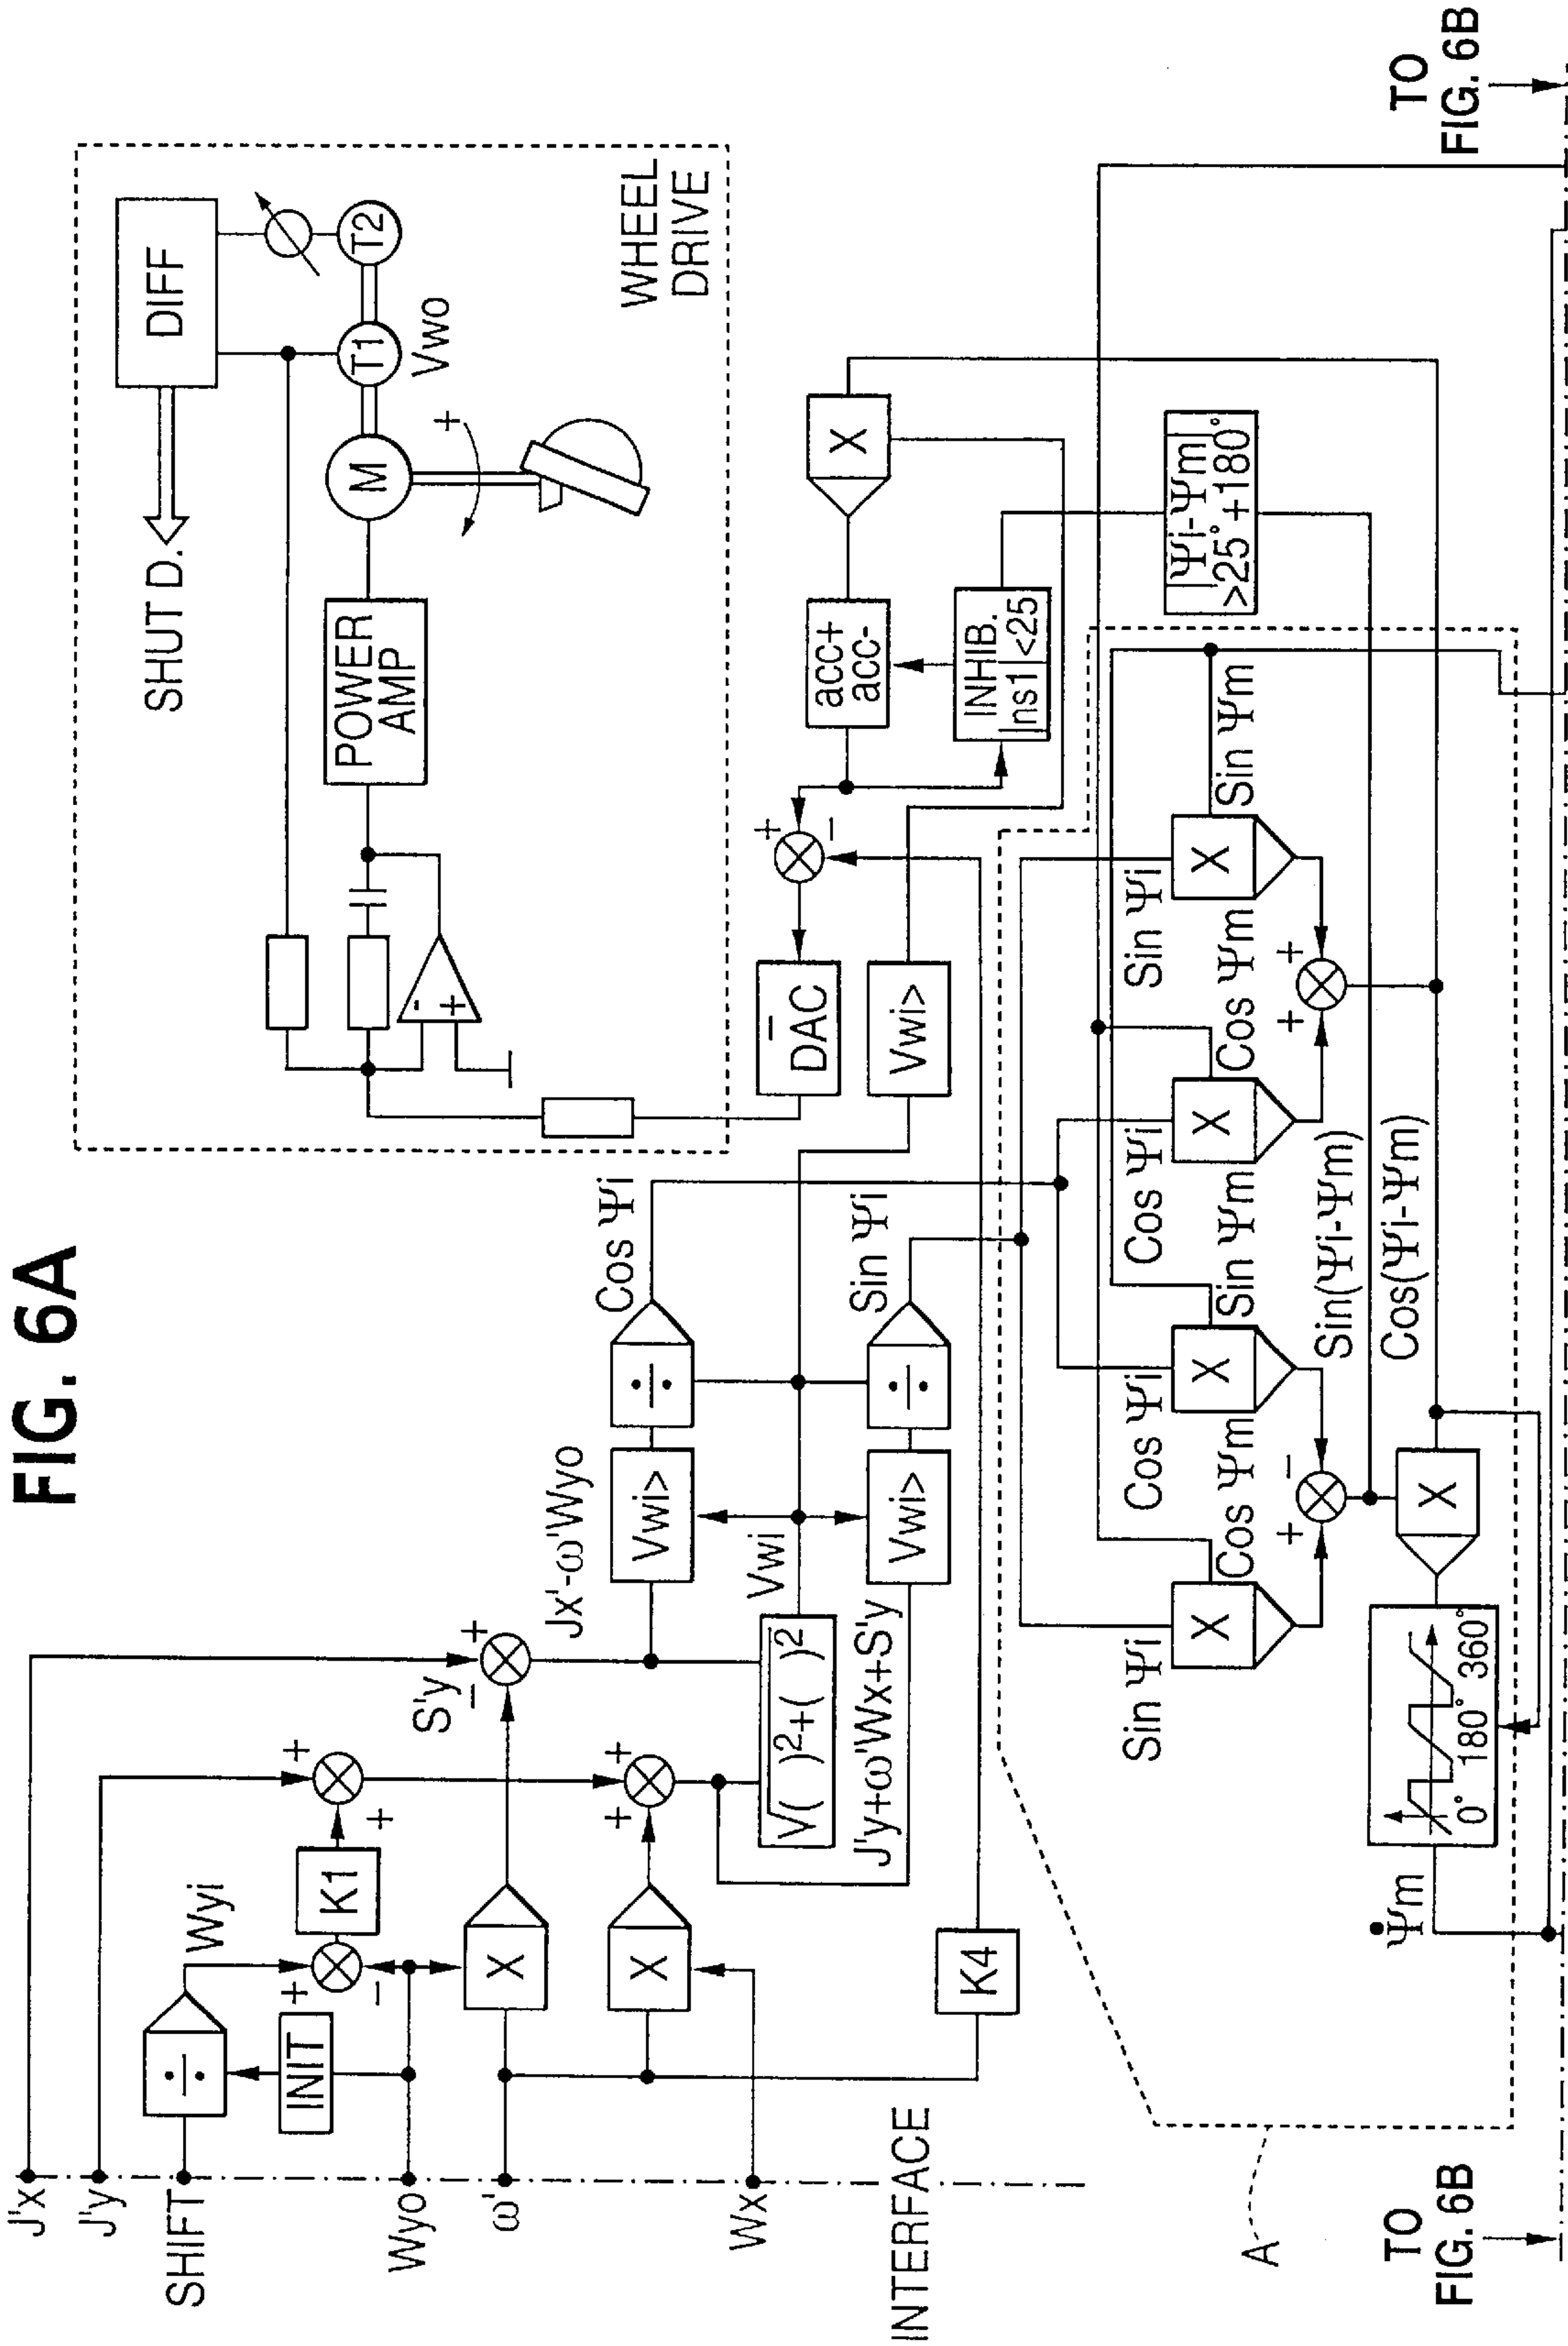 FIG. 6A
J'x
J'y
SHIFT
Wyo
ω'
Wx
INTERFACE
÷
INIT
Wyi
+
−
K1
+
+
X
X
K4
S'y
−
+
+
+
Jx'-ω'Wyo
√( )²+( )²
J'y+ω'Wx+S'y
Vwi
Vwi>
Vwi>
÷
÷
Cos Ψi
Sin Ψi
Vwi>
DAC
+
−
acc+
acc-
INHIB.
|ns1|<25
X
|Ψi-Ψm|
>25°+180°
SHUT D.
DIFF
POWER
AMP
M
T1
T2
Vwo
+
-
+
WHEEL
DRIVE
Sin Ψi
X
Cos Ψm
Cos Ψi
X
Sin Ψm
Cos Ψi
X
Cos Ψm
Sin Ψi
X
Sin Ψm
+
−
+
+
Sin(Ψi-Ψm)
Cos(Ψi-Ψm)
X
0° 180° 360°
Ψ̇m
A
TO
FIG. 6B
TO
FIG. 6B